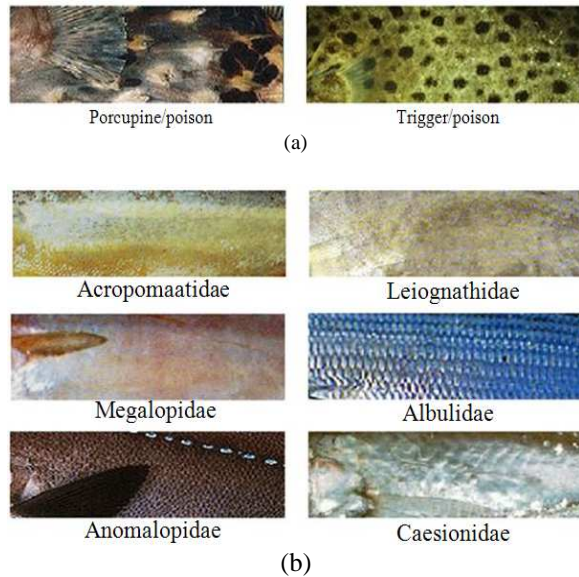 Porcupine/poison
Trigger/poison
(a)
Acropomaatidae
Leiognathidae
Megalopidae
Albulidae
Anomalopidae
Caesionidae
(b)